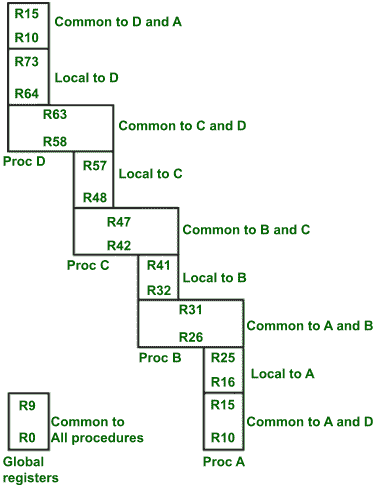 R15
Common to D and A
R10
R73
Local to D
R64
R63
Common to C and D
R58
Proc D
R57
Local to C
R48
R47
Common to B and C
R42
Proc C
R41
Local to B
R32
R31
Common to A and B
R26
Proc B
R25
Local to A
R16
R15
Common to A and D
R10
Proc A
R9
Common to
All procedures
R0
Global
registers